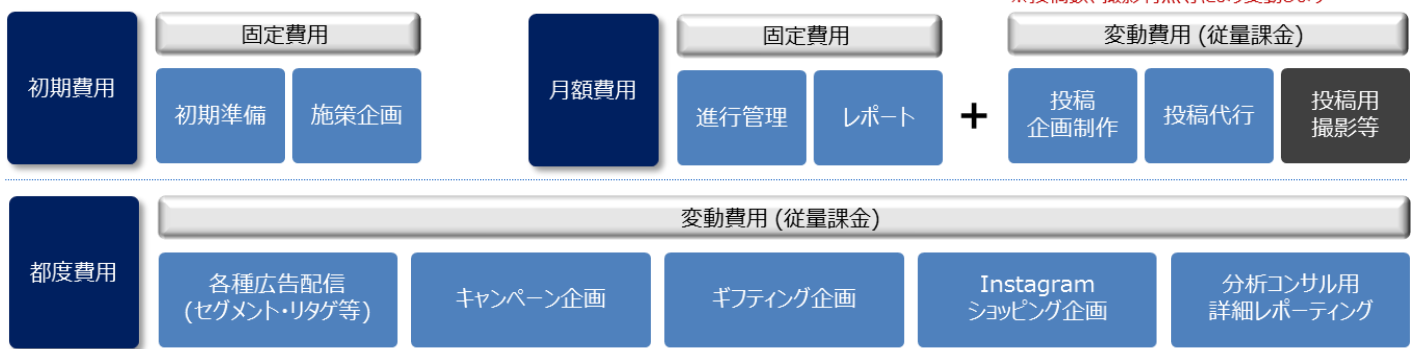 初期費用
固定費用
初期準備
施策企画
月額費用
固定費用
進行管理
レポート
+
変動費用 (従量課金)
投稿
企画制作
投稿代行
投稿用
撮影等
都度費用
変動費用 (従量課金)
各種広告配信
(セグメント・リタゲ等)
キャンペーン企画
ギフティング企画
Instagram
ショッピング企画
分析コンサル用
詳細レポーティング